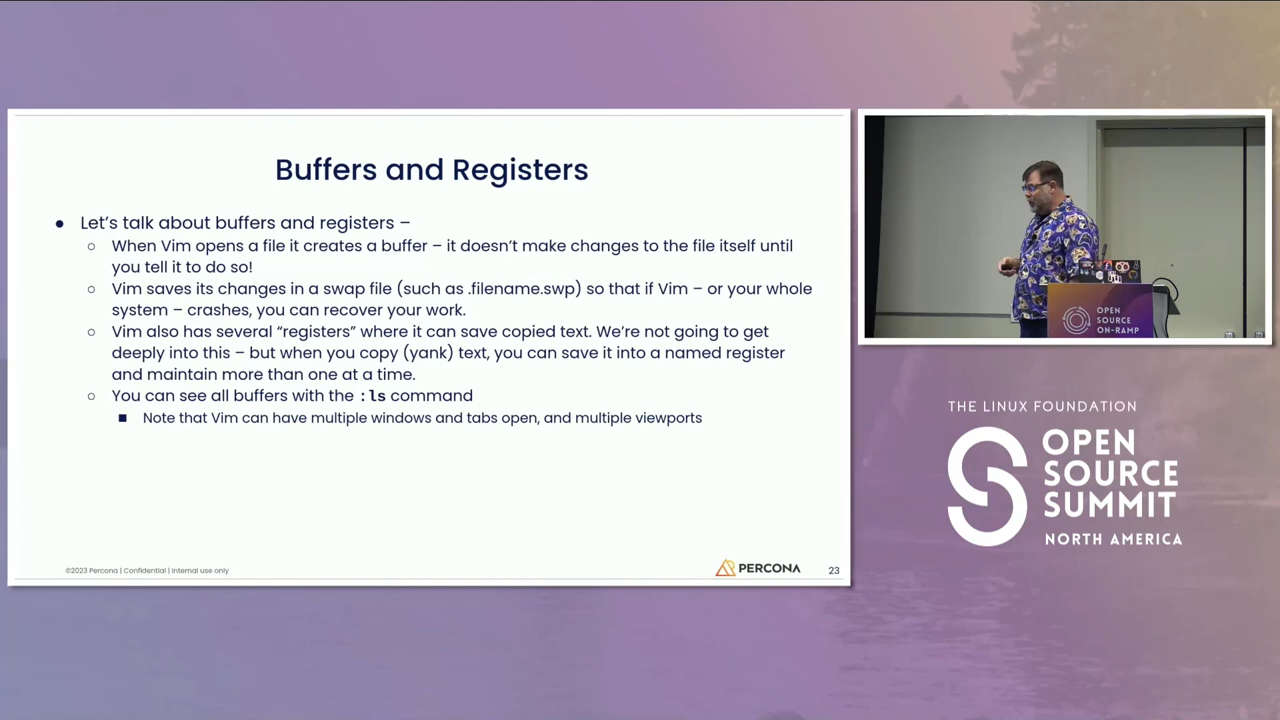 Buffers and Registers
● Let's talk about buffers and registers –
○ When Vim opens a file it creates a buffer – it doesn't make changes to the file itself until
you tell it to do so!
○ Vim saves its changes in a swap file (such as .filename.swp) so that if Vim – or your whole
system – crashes, you can recover your work.
○ Vim also has several “registers” where it can save copied text. We're not going to get
deeply into this – but when you copy (yank) text, you can save it into a named register
and maintain more than one at a time.
○ You can see all buffers with the :ls command
■ Note that Vim can have multiple windows and tabs open, and multiple viewports
©2023 Percona | Confidential | Internal use only
PERCONA
23
OPEN
SOURCE
ON-RAMP
THE LINUX FOUNDATION
OPEN
SOURCE
SUMMIT
NORTH AMERICA